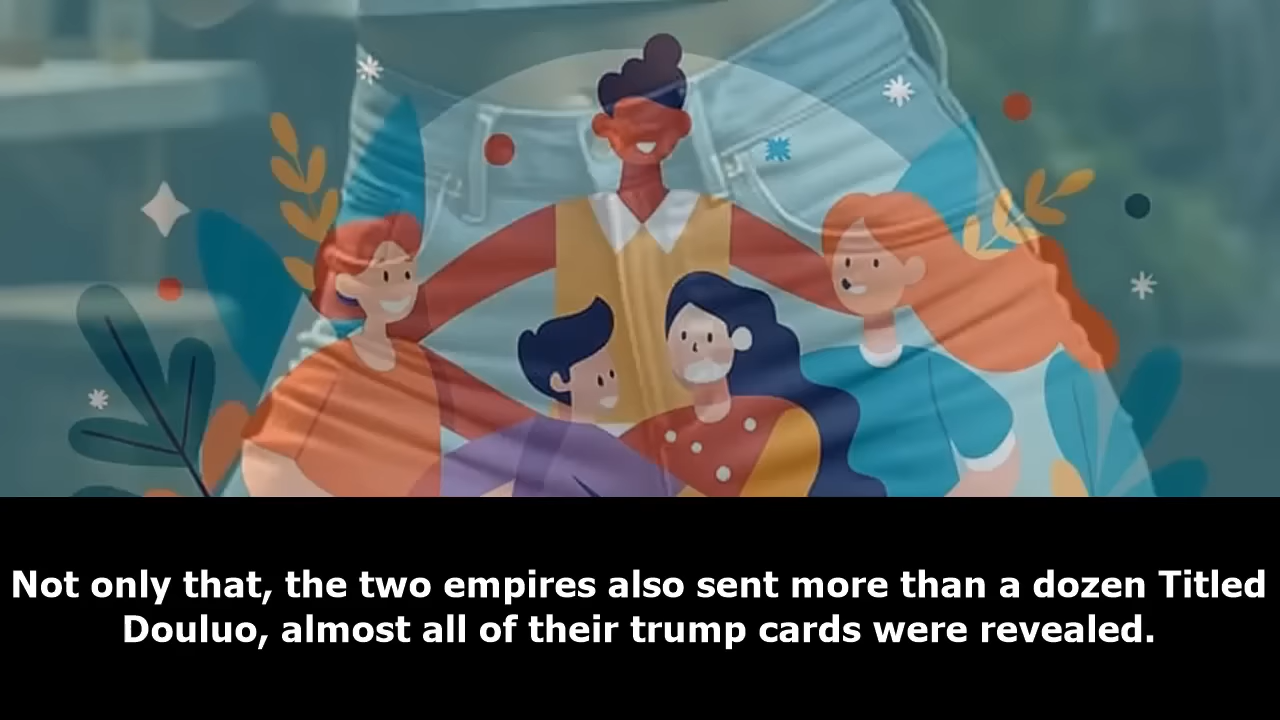 Not only that, the two empires also sent more than a dozen Titled
Douluo, almost all of their trump cards were revealed.